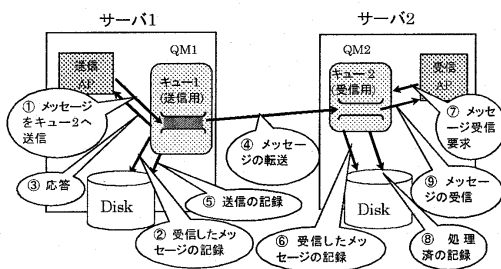 サーバ1
サーバ2
QM1
QM2
送信
AP
キュー1
(送信用)
キュー2
(受信用)
受信
AP
① メッセージ
をキュー2へ
送信
③ 応答
④ メッセー
ジの転送
⑦ メッセ
ージ受信
要求
⑤ 送信の記録
⑨ メッセー
ジの受信
Disk
Disk
② 受信したメッ
セージの記録
⑥ 受信したメッ
セージの記録
⑧ 処理
済の記録